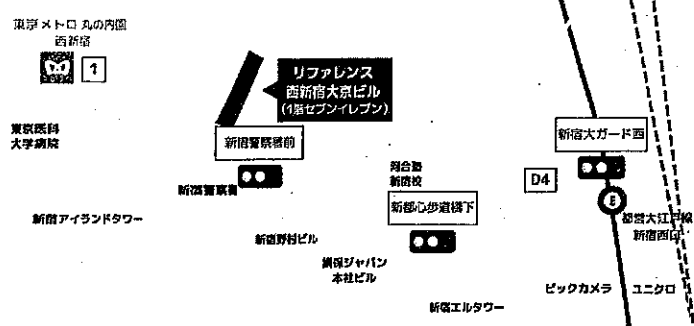 東京メトロ 丸の内線
西新宿
1
リファレンス
西新宿大京ビル
(1階セブンイレブン)
東京医科
大学病院
新宿警察署前
新宿大ガード西
新宿警察署
河合塾
新宿校
D4
新都心歩道橋下
E
都営大江戸線
新宿西口
新宿アイランドタワー
新宿野村ビル
損保ジャパン
本社ビル
ビックカメラ
ユニクロ
新宿エルタワー